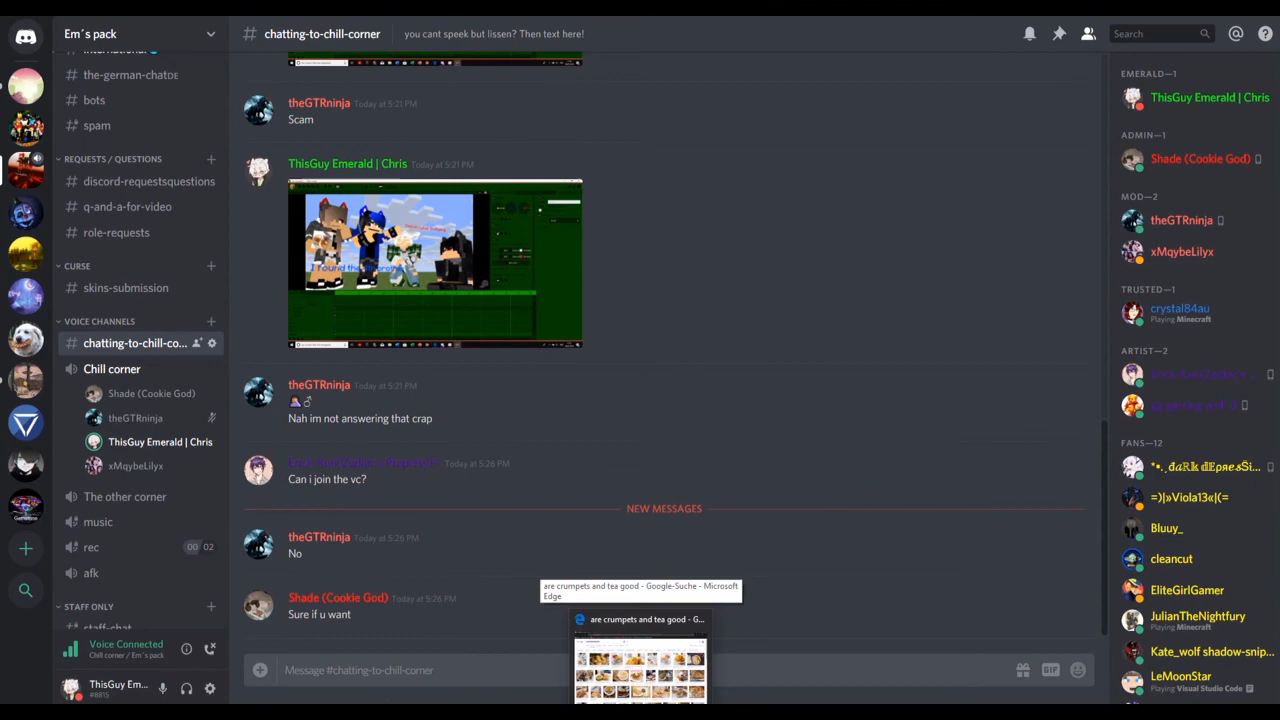 Em´s pack
# chatting-to-chill-corner
you cant speek but lissen? Then text here!
Search
international
the-german-chatDE
bots
spam
REQUESTS / QUESTIONS
discord-requestsquestions
q-and-a-for-video
role-requests
CURSE
skins-submission
VOICE CHANNELS
chatting-to-chill-co...
Chill corner
Shade (Cookie God)
theGTRninja
ThisGuy Emerald | Chris
xMqybeLilyx
The other corner
music
rec
00 02
afk
STAFF ONLY
staff-chat
Voice Connected
Chill corner / Em´s pack
ThisGuy Em...
#8815
theGTRninja Today at 5:21 PM
Scam
ThisGuy Emerald | Chris Today at 5:21 PM
theGTRninja Today at 5:21 PM
Nah im not answering that crap
Today at 5:26 PM
Can i join the vc?
NEW MESSAGES
theGTRninja Today at 5:26 PM
No
Shade (Cookie God) Today at 5:26 PM
Sure if u want
are crumpets and tea good - Google-Suche - Microsoft
Edge
are crumpets and tea good - G...
Message #chatting-to-chill-corner
GIF
EMERALD—1
ThisGuy Emerald | Chris
ADMIN—1
Shade (Cookie God)
MOD—2
theGTRninja
xMqybeLilyx
TRUSTED—1
crystal84au
Playing Minecraft
ARTIST—2
FANS—12
=)|»Viola13«|(=
Bluuy_
cleancut
EliteGirlGamer
JulianTheNightfury
Playing Minecraft
Kate_wolf shadow-snip...
LeMoonStar
Playing Visual Studio Code